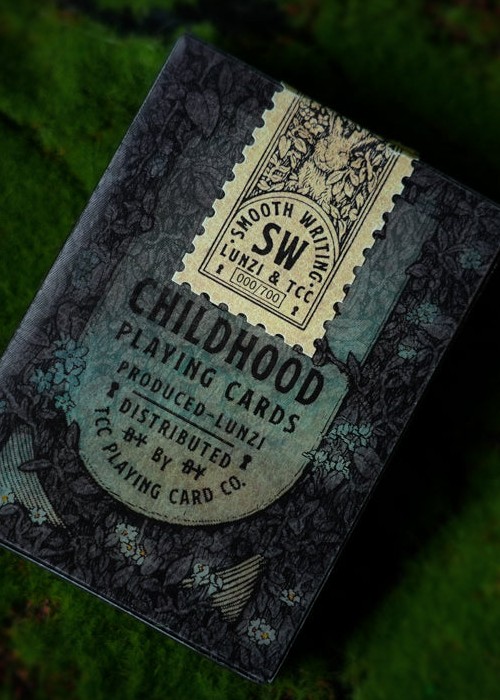 ·SMOOTH WRITING·
SW
LUNZI & TCC
000/700
CHILDHOOD
PLAYING CARDS
PRODUCED-LUNZI
DISTRIBUTED
BY
TCC PLAYING CARD CO.